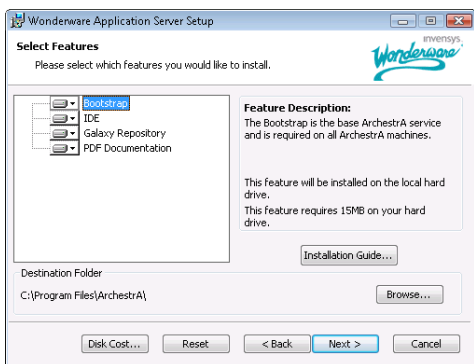 Wonderware Application Server Setup
Select Features
Please select which features you would like to install.
invensys
Wonderware
Bootstrap
IDE
Galaxy Repository
PDF Documentation
Feature Description:
The Bootstrap is the base ArchestrA service
and is required on all ArchestrA machines.
This feature will be installed on the local hard
drive.
This feature requires 15MB on your hard
drive.
Installation Guide...
Destination Folder
C:\Program Files\ArchestrA\
Browse...
Disk Cost...
Reset
< Back
Next >
Cancel